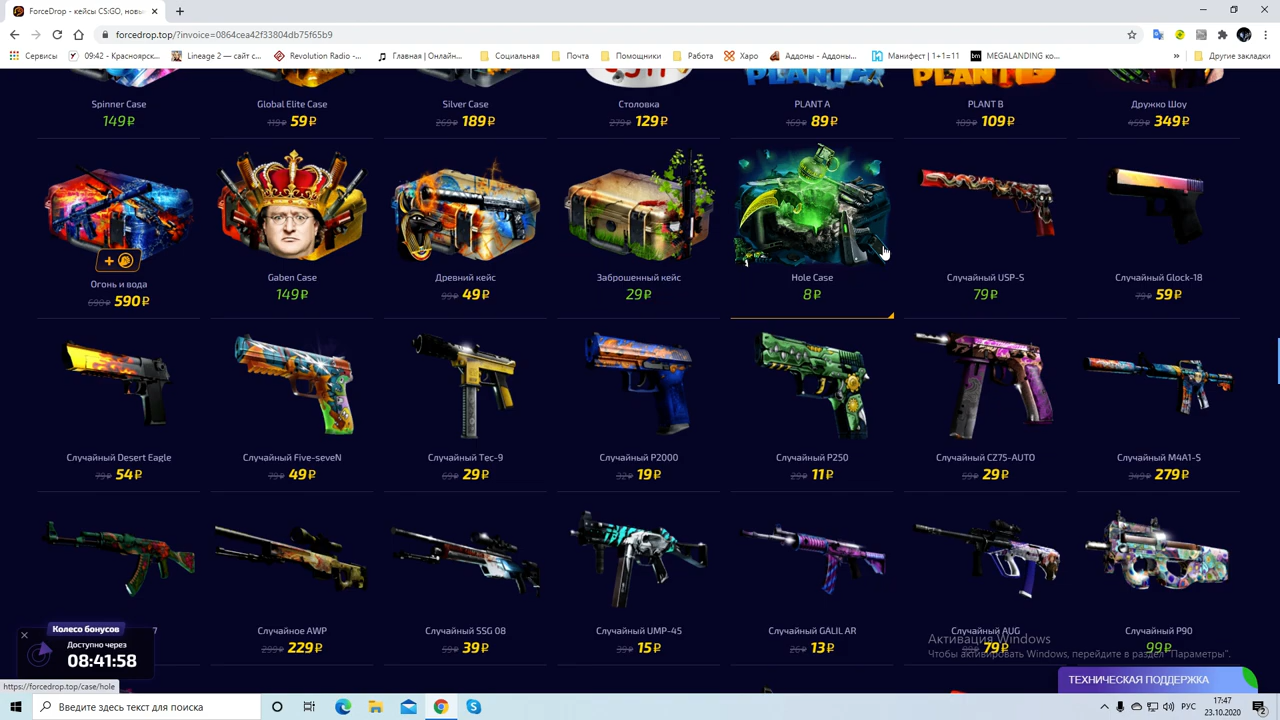 ForceDrop - кейсы CS:GO, новы
forcedrop.top/?invoice=0864cea42f33804db75f65b9
Сервисы
09:42 - Красноярск...
Lineage 2 — сайт с...
Revolution Radio -...
Главная | Онлайн...
Социальная
Почта
Помощники
Работа
Харо
Аддоны - Аддоны...
Манифест | 1+1=11
MEGALANDING ко...
»
Другие закладки
PLANT A
PLANT B
Spinner Case
Global Elite Case
Silver Case
Столовка
PLANT A
PLANT B
Дружко Шоу
149₽
119₽ 59₽
269₽ 189₽
279₽ 129₽
169₽ 89₽
189₽ 109₽
459₽ 349₽
Огонь и вода
Gaben Case
Древний кейс
Заброшенный кейс
Hole Case
Случайный USP-S
Случайный Glock-18
690₽ 590₽
149₽
99₽ 49₽
29₽
8₽
79₽
79₽ 59₽
Случайный Desert Eagle
Случайный Five-seveN
Случайный Tec-9
Случайный P2000
Случайный P250
Случайный CZ75-AUTO
Случайный M4A1-S
79₽ 54₽
79₽ 49₽
69₽ 29₽
32₽ 19₽
29₽ 11₽
59₽ 29₽
349₽ 279₽
7
Случайное AWP
Случайный SSG 08
Случайный UMP-45
Случайный GALIL AR
Случайный AUG
Случайный P90
299₽ 229₽
59₽ 39₽
39₽ 15₽
26₽ 13₽
99₽ 79₽
99₽
Колесо бонусов
Доступно через
08:41:58
Активация Windows
Чтобы активировать Windows, перейдите в раздел "Параметры".
ТЕХНИЧЕСКАЯ ПОДДЕРЖКА
https://forcedrop.top/case/hole
Введите здесь текст для поиска
РУС
17:47
23.10.2020
2